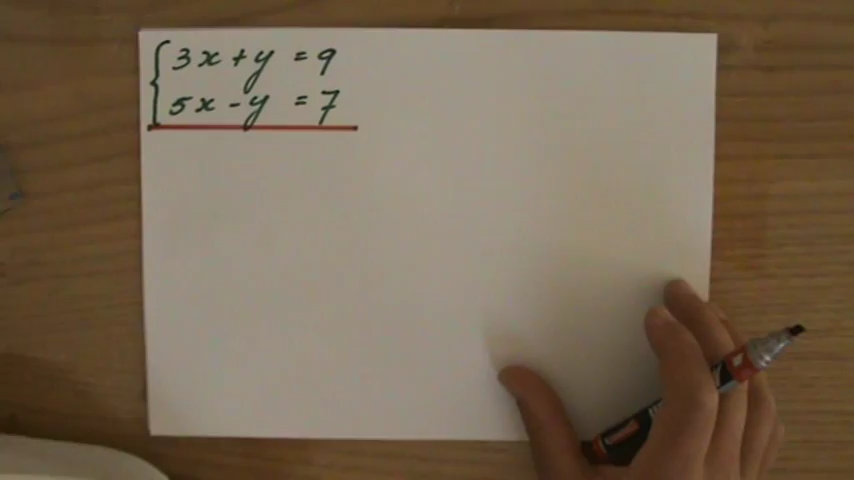 3x + y = 9
5x - y = 7